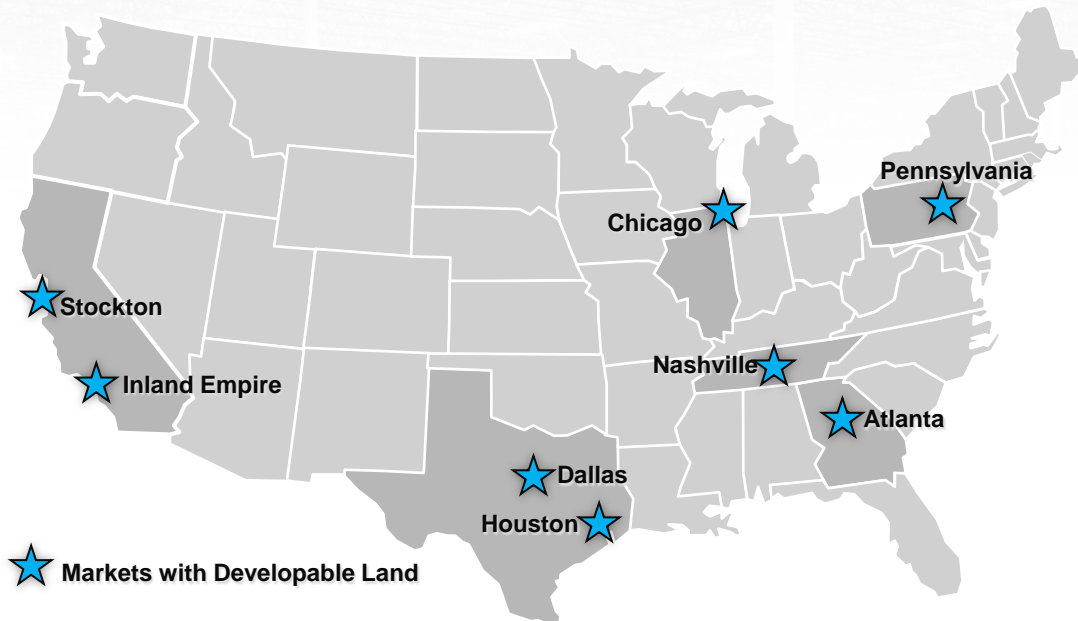 Pennsylvania
Chicago
Stockton
Nashville
Inland Empire
Atlanta
Dallas
Houston
Markets with Developable Land